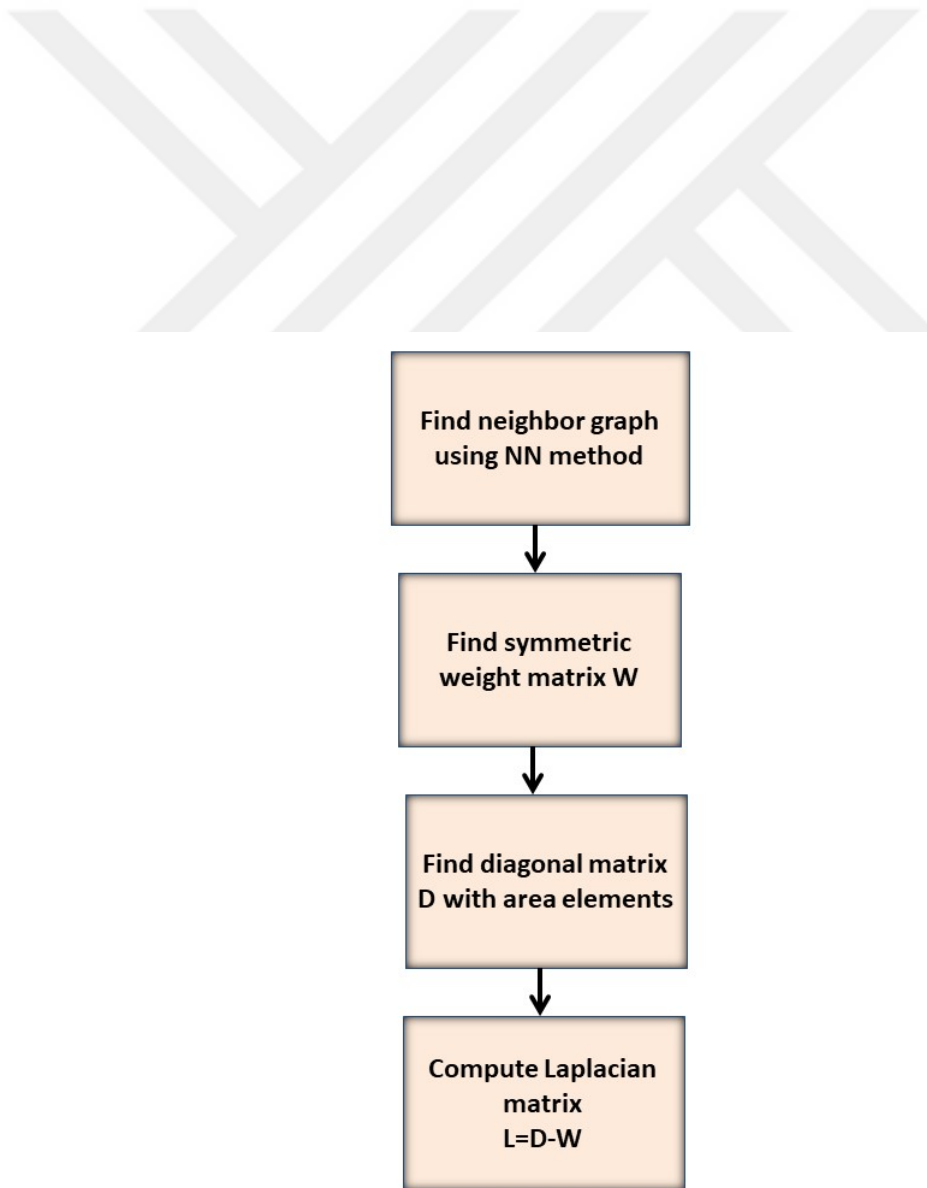 Find neighbor graph
using NN method
Find symmetric
weight matrix W
Find diagonal matrix
D with area elements
Compute Laplacian
matrix
L=D-W